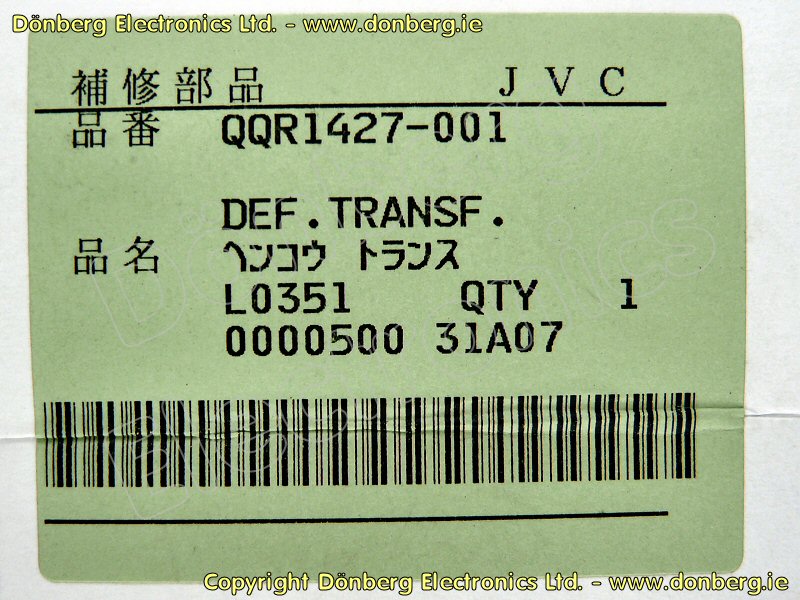 Dönberg Electronics Ltd. - www.donberg.ie
補修部品 JVC
品番 QQR1427-001
DEF.TRANSF.
品名 ヘンコウ トランス
L0351 QTY 1
0000500 31A07
Copyright Dönberg Electronics Ltd. - www.donberg.ie